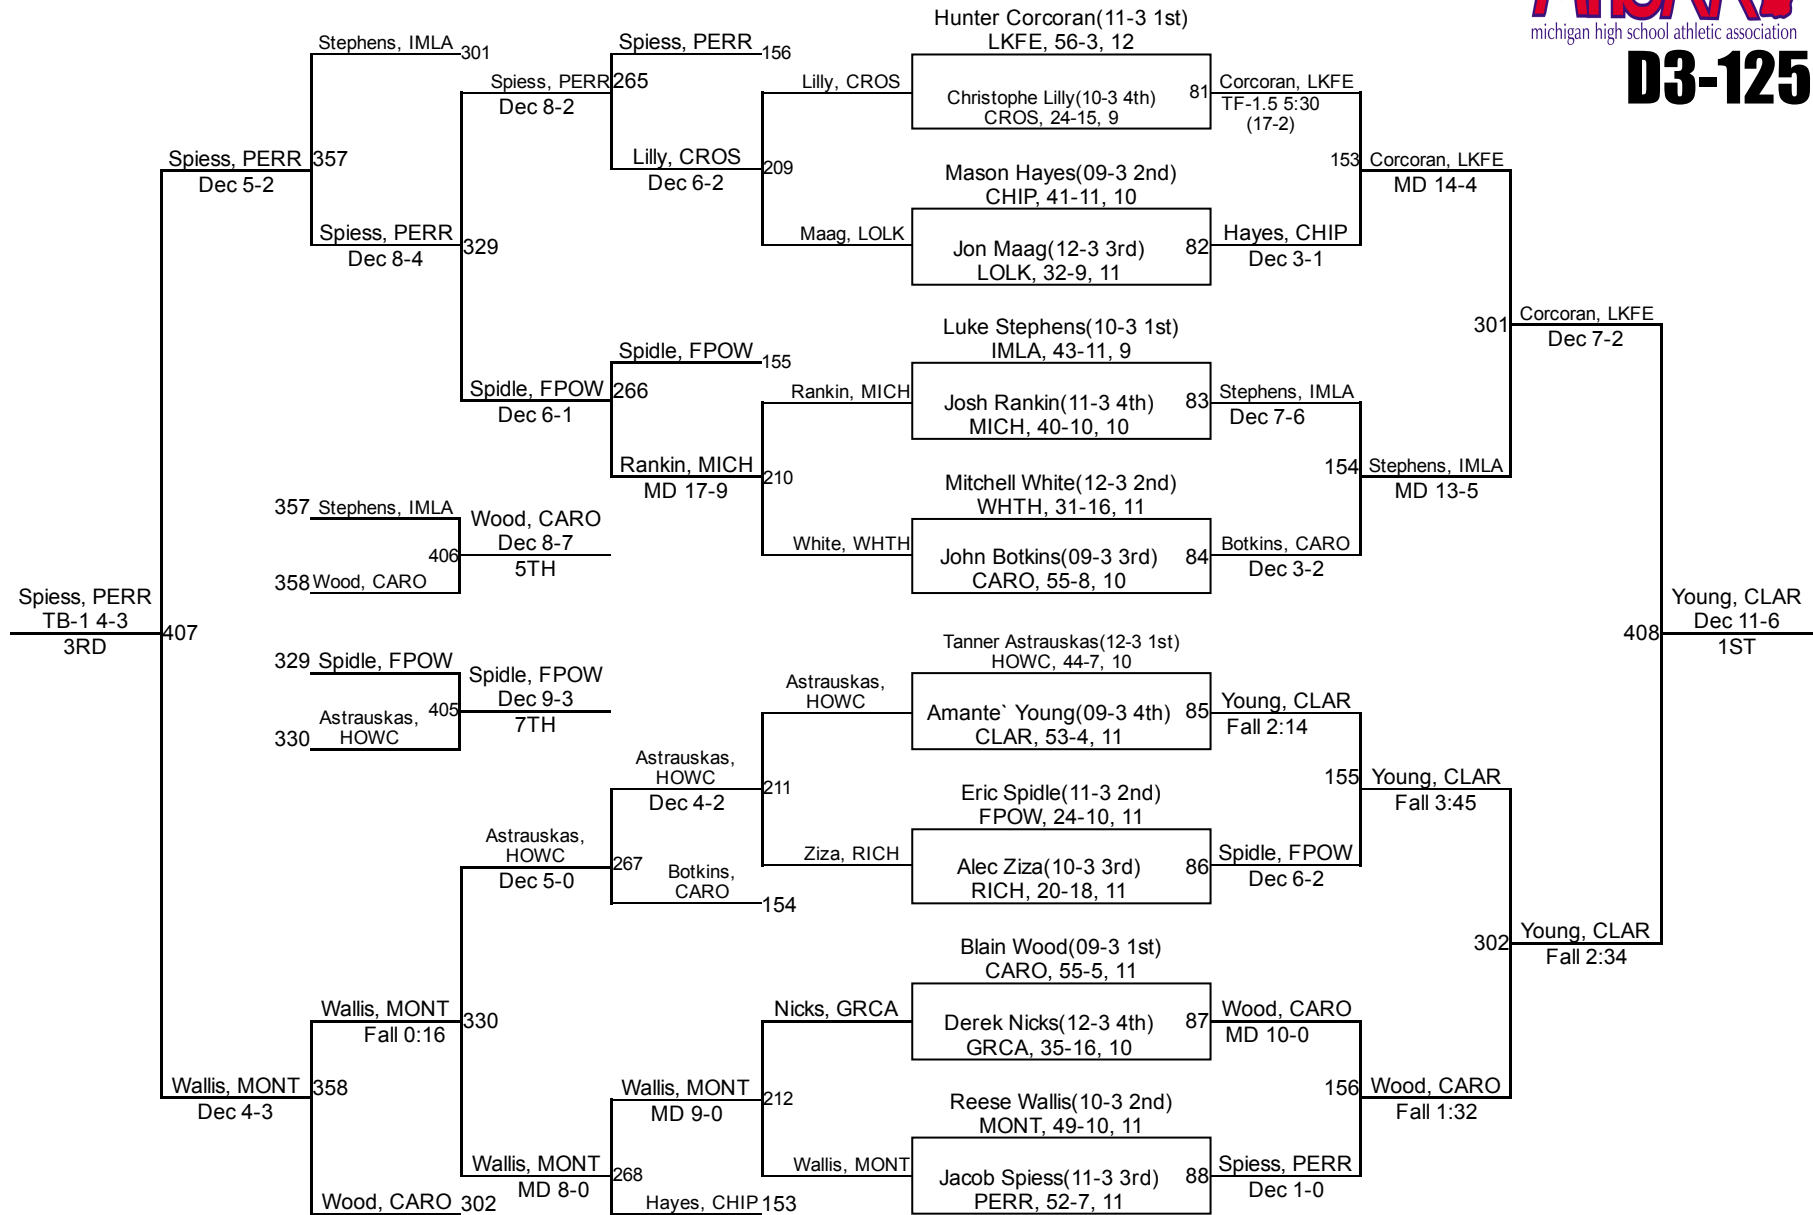 michigan high school athletic association
D3-125
Stephens, IMLA
301
Spiess, PERR
357
Dec 5-2
Spiess, PERR
Dec 8-4
329
Spiess, PERR
265
Dec 8-2
Spiess, PERR
156
Lilly, CROS
Dec 6-2
209
Lilly, CROS
Maag, LOLK
Spidle, FPOW
266
Dec 6-1
Spidle, FPOW
155
Rankin, MICH
MD 17-9
210
Rankin, MICH
White, WHTH
357
Stephens, IMLA
406
358
Wood, CARO
Wood, CARO
Dec 8-7
5TH
Spiess, PERR
TB-1 4-3
3RD
407
329
Spidle, FPOW
405
330
Astrauskas,
HOWC
Spidle, FPOW
Dec 9-3
7TH
Astrauskas,
HOWC
Astrauskas,
HOWC
Dec 4-2
211
Ziza, RICH
Astrauskas,
HOWC
Dec 5-0
267
Botkins,
CARO
154
Wallis, MONT
Fall 0:16
330
Wallis, MONT
358
Dec 4-3
Wood, CARO
302
Nicks, GRCA
Wallis, MONT
MD 9-0
212
Wallis, MONT
Wallis, MONT
MD 8-0
268
Hayes, CHIP
153
Hunter Corcoran(11-3 1st)
LKFE, 56-3, 12
Christophe Lilly(10-3 4th)
CROS, 24-15, 9
81
Corcoran, LKFE
TF-1.5 5:30
(17-2)
Mason Hayes(09-3 2nd)
CHIP, 41-11, 10
Jon Maag(12-3 3rd)
LOLK, 32-9, 11
82
Hayes, CHIP
Dec 3-1
153
Corcoran, LKFE
MD 14-4
Luke Stephens(10-3 1st)
IMLA, 43-11, 9
Josh Rankin(11-3 4th)
MICH, 40-10, 10
83
Stephens, IMLA
Dec 7-6
Mitchell White(12-3 2nd)
WHTH, 31-16, 11
John Botkins(09-3 3rd)
CARO, 55-8, 10
84
Botkins, CARO
Dec 3-2
154
Stephens, IMLA
MD 13-5
301
Corcoran, LKFE
Dec 7-2
Tanner Astrauskas(12-3 1st)
HOWC, 44-7, 10
Amante` Young(09-3 4th)
CLAR, 53-4, 11
85
Young, CLAR
Fall 2:14
Eric Spidle(11-3 2nd)
FPOW, 24-10, 11
Alec Ziza(10-3 3rd)
RICH, 20-18, 11
86
Spidle, FPOW
Dec 6-2
155
Young, CLAR
Fall 3:45
Blain Wood(09-3 1st)
CARO, 55-5, 11
Derek Nicks(12-3 4th)
GRCA, 35-16, 10
87
Wood, CARO
MD 10-0
Reese Wallis(10-3 2nd)
MONT, 49-10, 11
Jacob Spiess(11-3 3rd)
PERR, 52-7, 11
88
Spiess, PERR
Dec 1-0
156
Wood, CARO
Fall 1:32
302
Young, CLAR
Fall 2:34
408
Young, CLAR
Dec 11-6
1ST